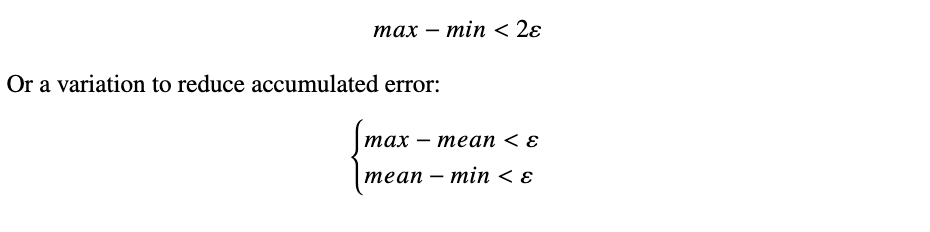 max − min < 2ε
Or a variation to reduce accumulated error:
max − mean < ε
mean − min < ε